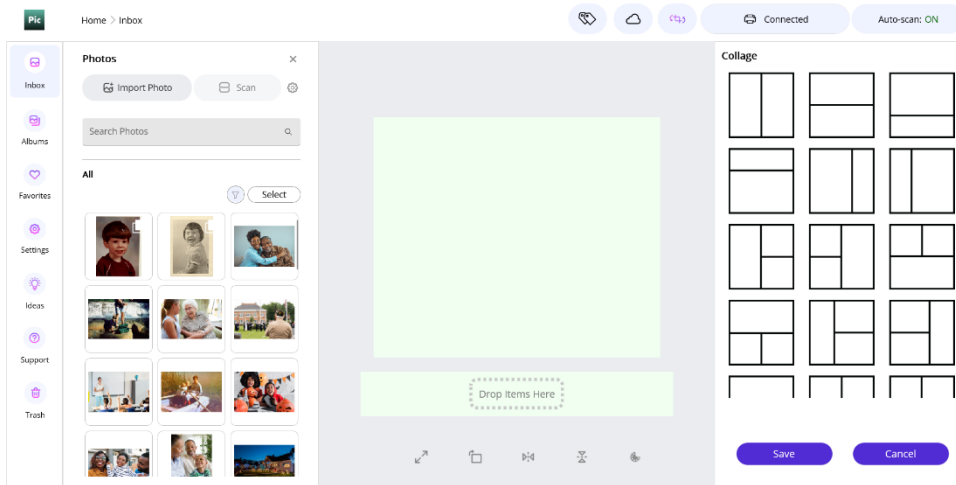 Pic
Home > Inbox
Connected
Auto-scan: ON
Inbox
Albums
Favorites
Settings
Ideas
Support
Trash
Photos
Import Photo
Scan
Search Photos
All
Select
Drop Items Here
Collage
Save
Cancel